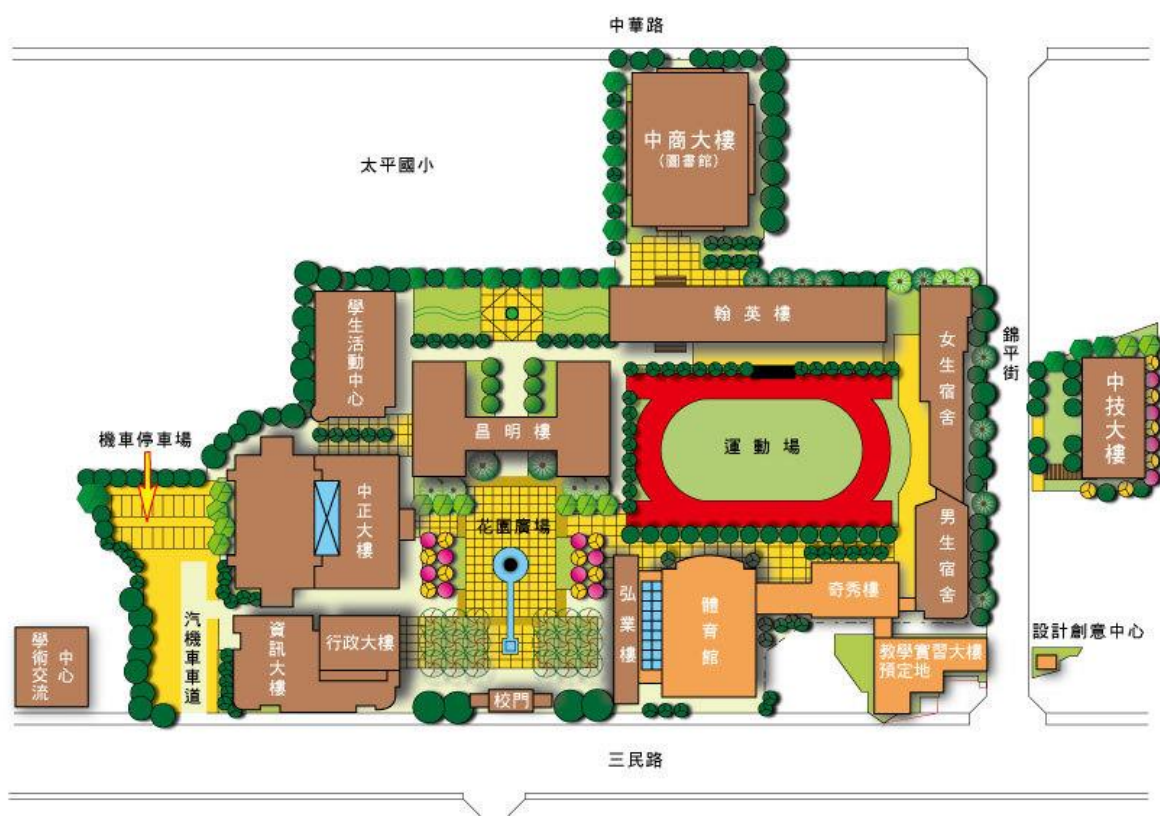 中華路
中商大樓
(圖書館)
太平國小
翰英樓
學生活動中心
女生宿舍
錦平街
中技大樓
昌明樓
運動場
機車停車場
中正大樓
花園廣場
男生宿舍
弘業樓
體育館
奇秀樓
汽機車車道
資訊大樓
行政大樓
教學實習大樓
預定地
設計創意中心
學術交流
中心
校門
三民路